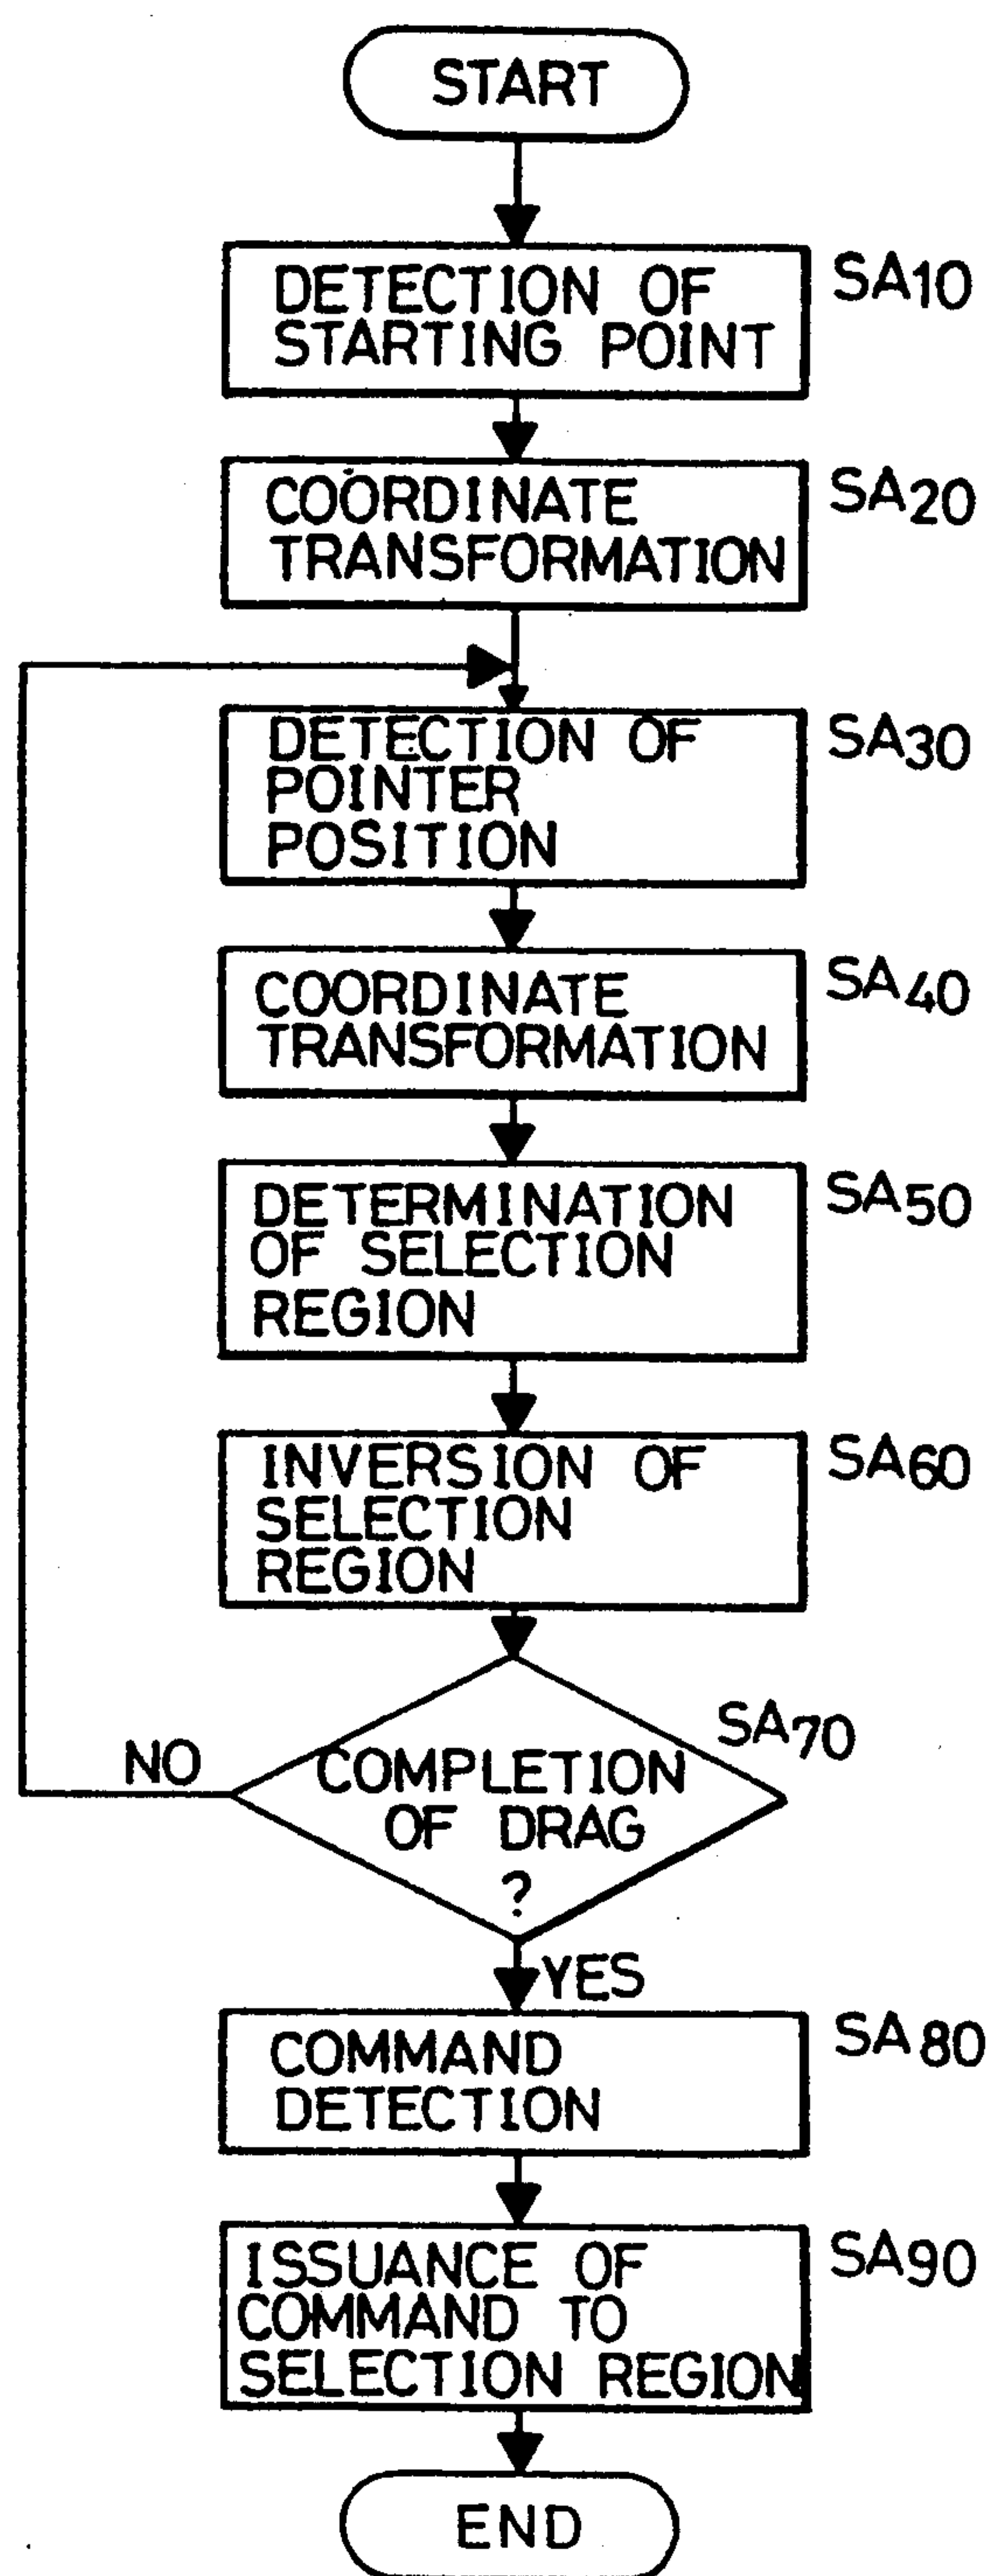 START
DETECTION OF
STARTING POINT
SA10
COORDINATE
TRANSFORMATION
SA20
DETECTION OF
POINTER
POSITION
SA30
COORDINATE
TRANSFORMATION
SA40
DETERMINATION
OF SELECTION
REGION
SA50
INVERSION OF
SELECTION
REGION
SA60
COMPLETION
OF DRAG
?
SA70
NO
YES
COMMAND
DETECTION
SA80
ISSUANCE OF
COMMAND TO
SELECTION REGION
SA90
END